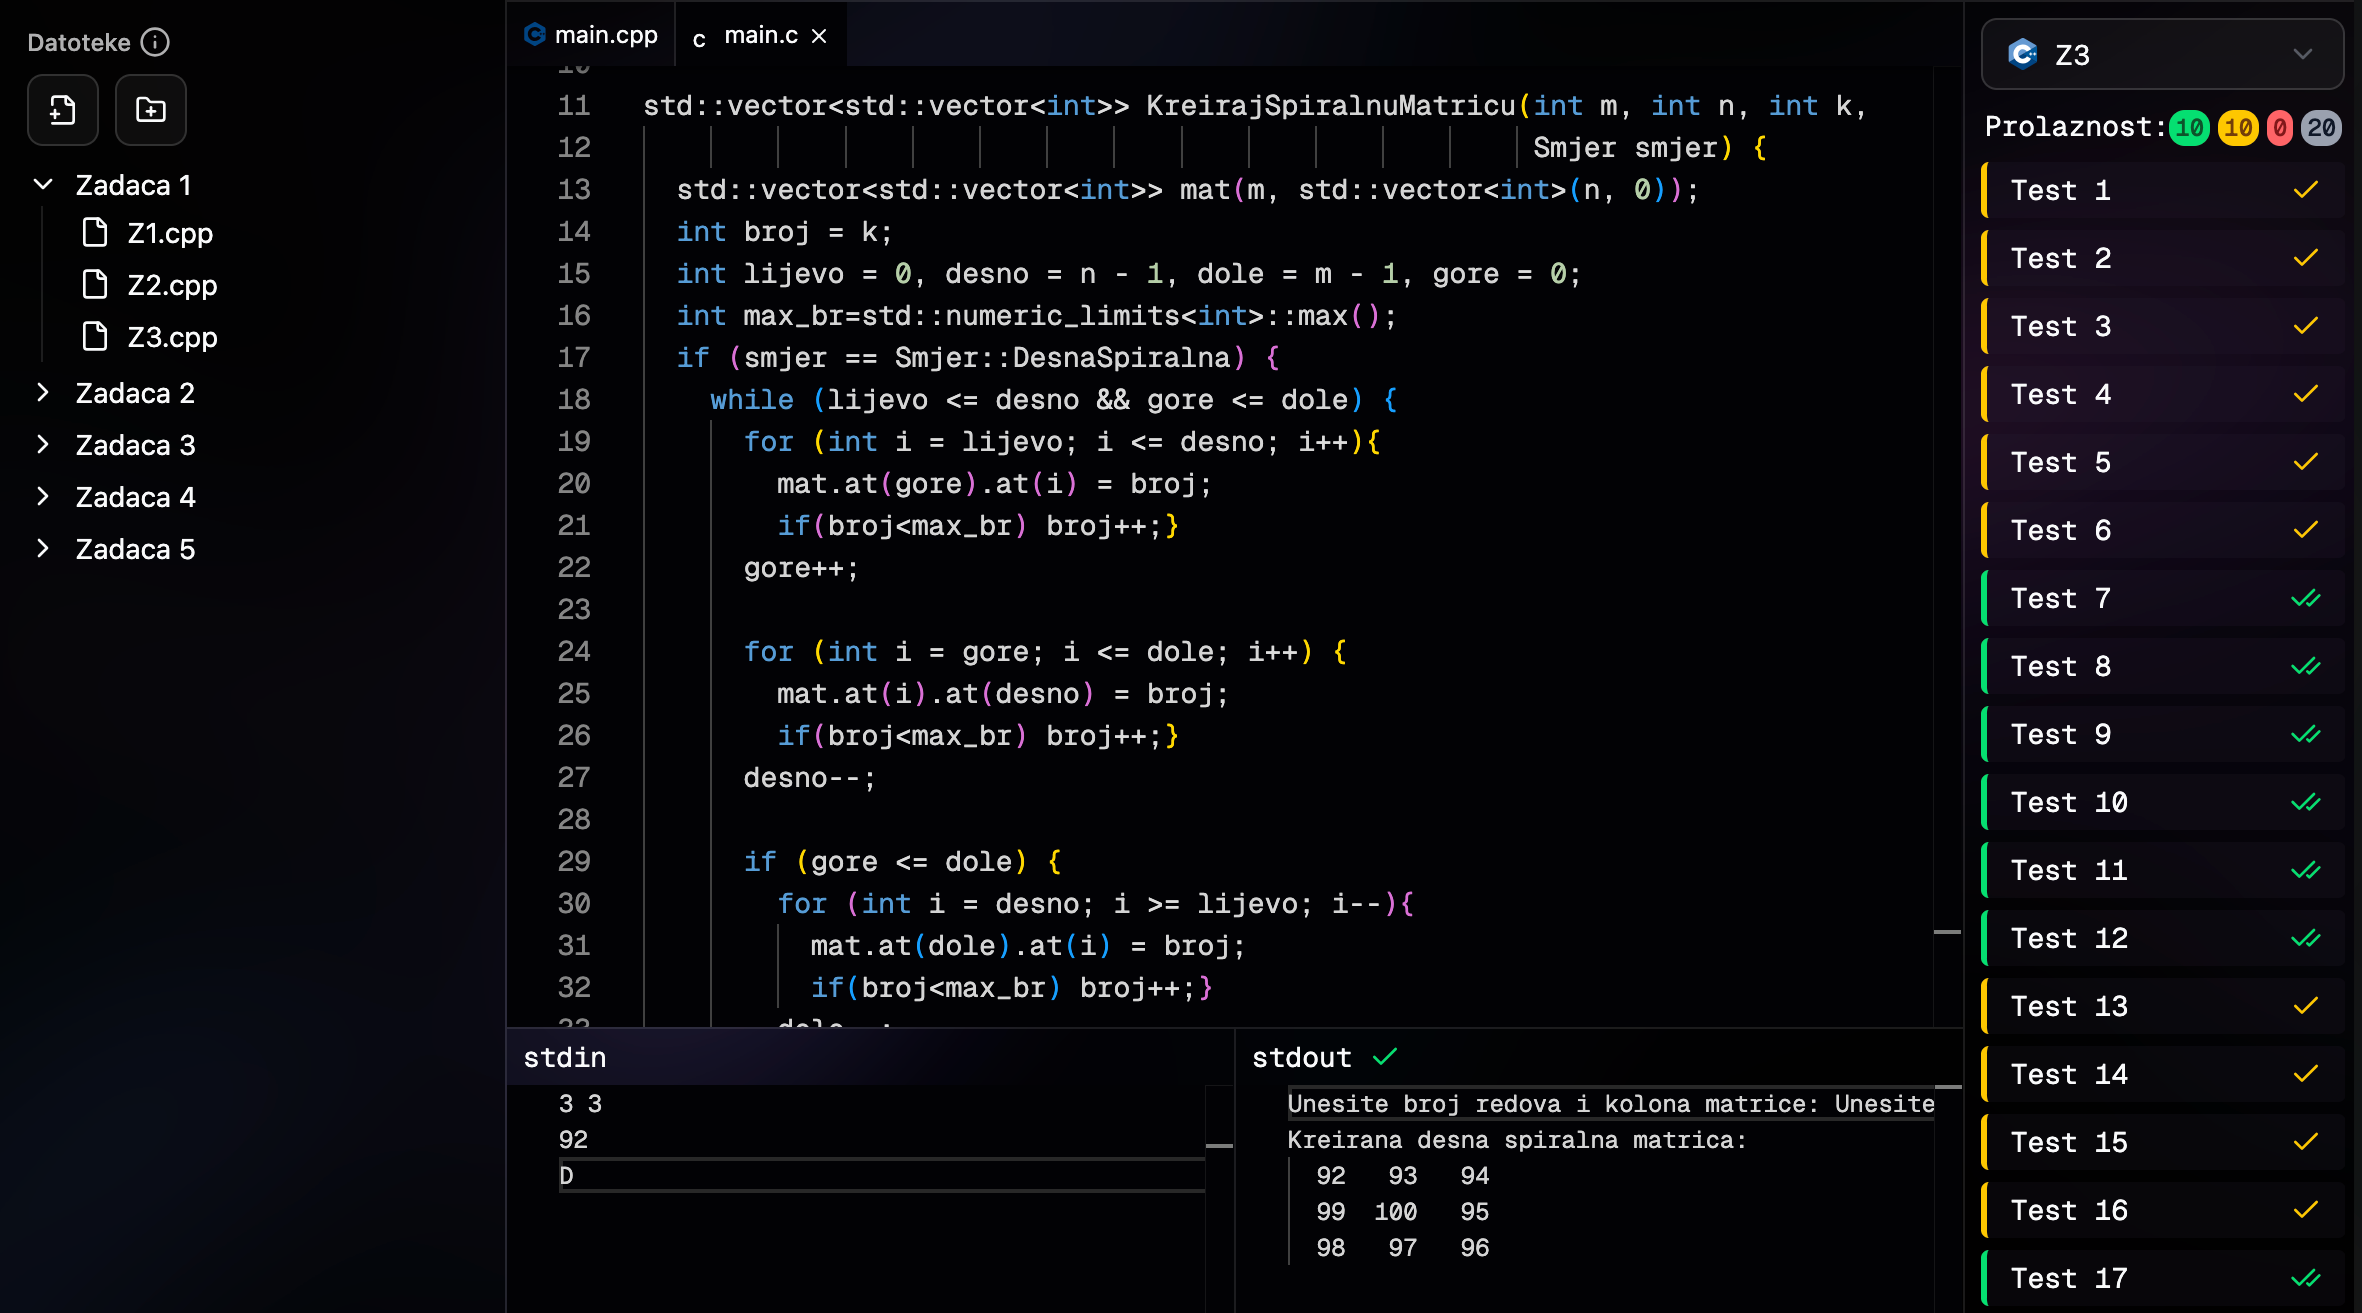 Datoteke
Zadaca 1
Z1.cpp
Z2.cpp
Z3.cpp
Zadaca 2
Zadaca 3
Zadaca 4
Zadaca 5
main.cpp
C main.c
10
11 std::vector<std::vector<int>> KreirajSpiralnuMatricu(int m, int n, int k,
12 Smjer smjer) {
13 std::vector<std::vector<int>> mat(m, std::vector<int>(n, 0));
14 int broj = k;
15 int lijevo = 0, desno = n - 1, dole = m - 1, gore = 0;
16 int max_br=std::numeric_limits<int>::max();
17 if (smjer == Smjer::DesnaSpiralna) {
18 while (lijevo <= desno && gore <= dole) {
19 for (int i = lijevo; i <= desno; i++){
20 mat.at(gore).at(i) = broj;
21 if(broj<max_br) broj++;}
22 gore++;
23
24 for (int i = gore; i <= dole; i++) {
25 mat.at(i).at(desno) = broj;
26 if(broj<max_br) broj++;}
27 desno--;
28
29 if (gore <= dole) {
30 for (int i = desno; i >= lijevo; i--){
31 mat.at(dole).at(i) = broj;
32 if(broj<max_br) broj++;}
stdin
3 3
92
D
stdout
Unesite broj redova i kolona matrice: Unesite
Kreirana desna spiralna matrica:
92 93 94
99 100 95
98 97 96
Z3
Prolaznost: 10 10 0 20
Test 1
Test 2
Test 3
Test 4
Test 5
Test 6
Test 7
Test 8
Test 9
Test 10
Test 11
Test 12
Test 13
Test 14
Test 15
Test 16
Test 17